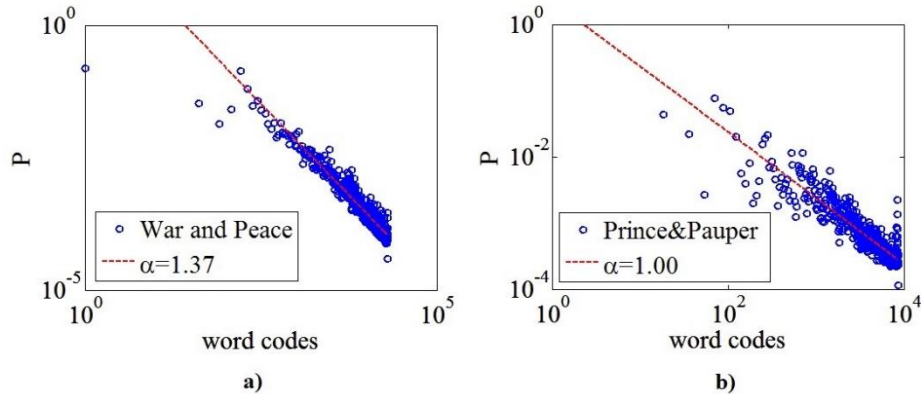 10^0
P
War and Peace
α=1.37
10^-5
10^0
10^5
word codes
a)
10^0
10^-2
P
Prince&Pauper
α=1.00
10^-4
10^0
10^2
10^4
word codes
b)